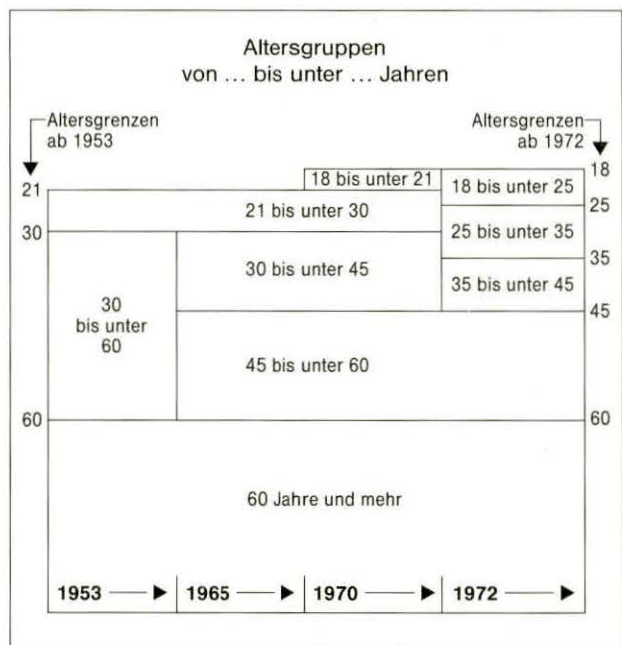 Altersgruppen
von ... bis unter ... Jahren
Altersgrenzen
ab 1953
Altersgrenzen
ab 1972
18
18 bis unter 21
18 bis unter 25
21
25
21 bis unter 30
30
25 bis unter 35
35
30 bis unter 45
35 bis unter 45
30
bis unter
60
45
45 bis unter 60
60
60
60 Jahre und mehr
1953
1965
1970
1972